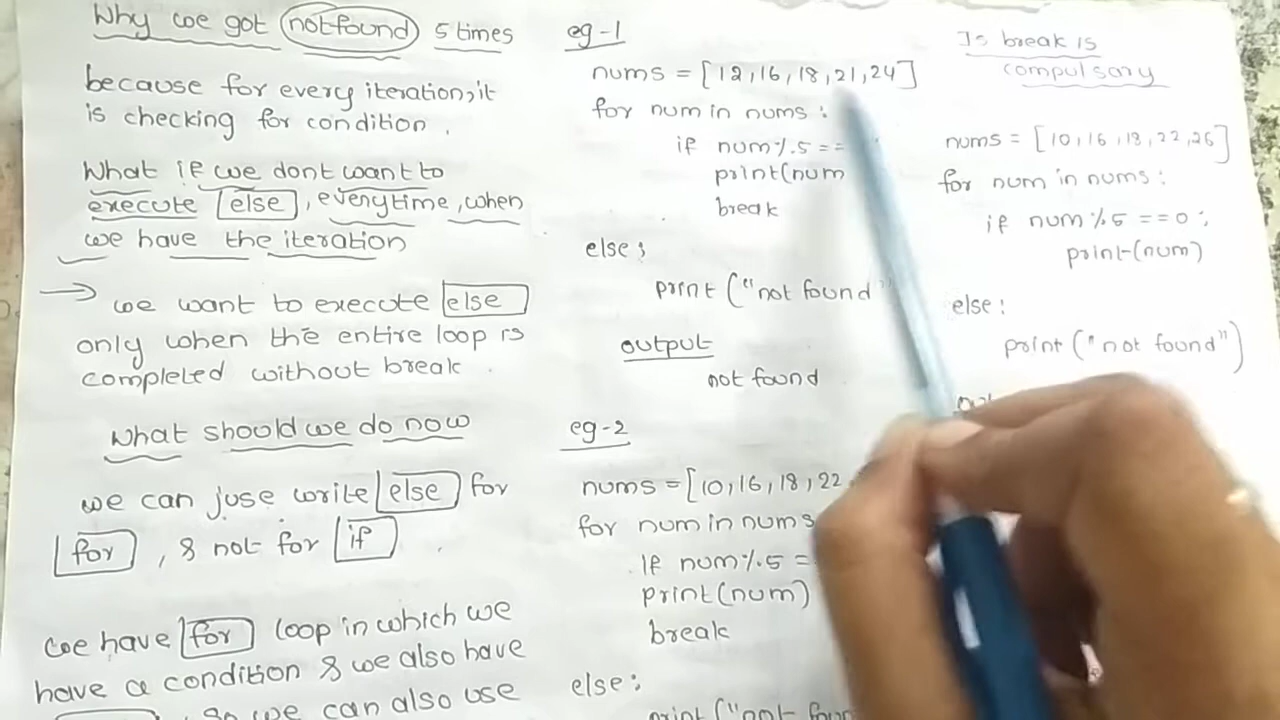 Why we got notfound 5 times
because for every iteration, it
is checking for condition.
What if we dont want to
execute else, everytime, when
we have the iteration
→ we want to execute else
only when the entire loop is
completed without break
What should we do now
we can juse write else for
for, & not for if.
we have for loop in which we
have a condition & we also have
so we can also use
eg-1
nums = [12,16,18,21,24]
for num in nums:
if num%5 ==
print(num
break
else:
print ("not found"
output
not found
eg-2
nums=[10,16,18,22
for num in nums
If num%5 =
print(num)
break
else:
print ("not foun
Is break is
compulsary
nums = [10,16,18,22,26]
for num in nums:
if num%5 ==0:
print(num)
else:
print ("not found")